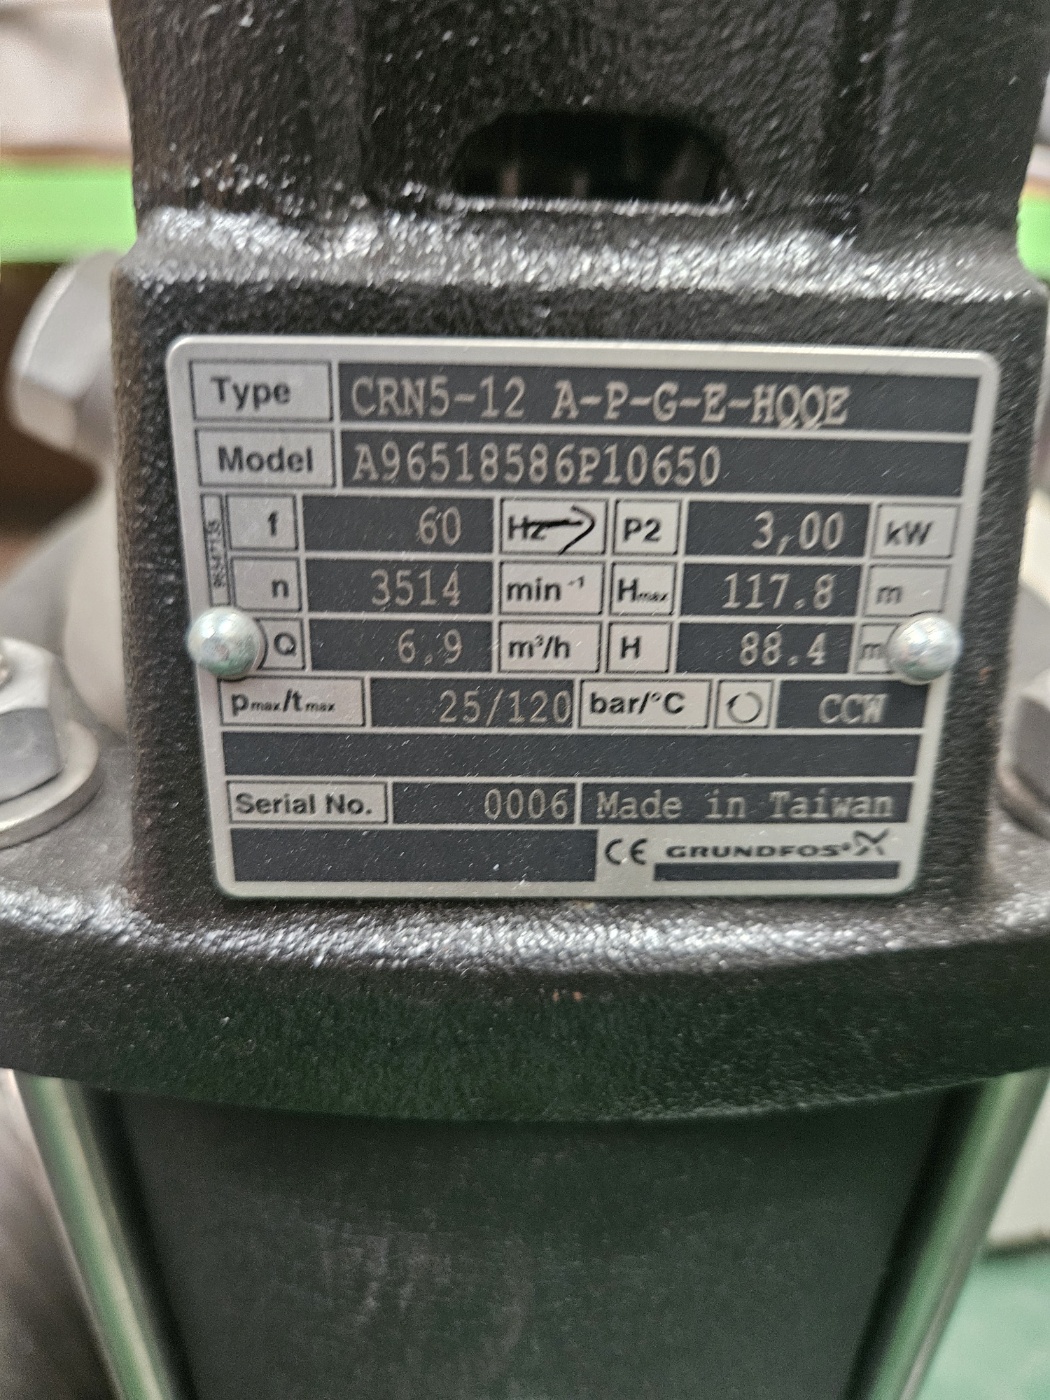 Type CRN5-12 A-P-G-E-HQQE
Model A96518586P10650
f 60 Hz P2 3,00 kW
n 3514 min⁻¹ Hmax 117.8 m
Q 6.9 m³/h H 88.4 m
pmax/tmax 25/120 bar/°C CCW
Serial No. 0006 Made in Taiwan
CE GRUNDFOS